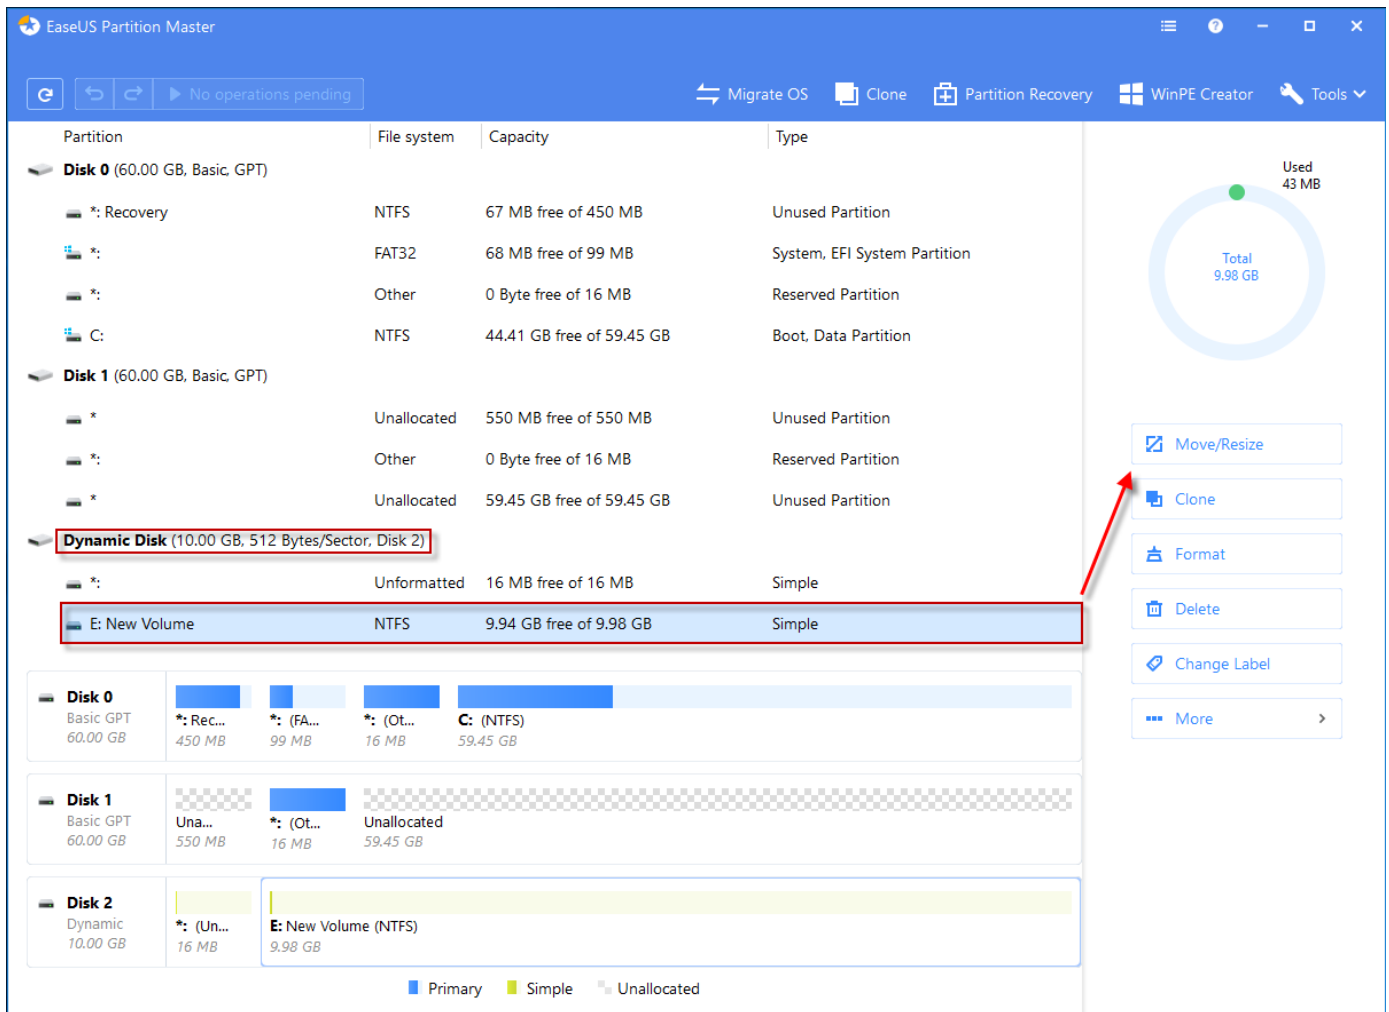 EaseUS Partition Master
No operations pending
Migrate OS Clone Partition Recovery WinPE Creator Tools
Partition File system Capacity Type
Disk 0 (60.00 GB, Basic, GPT)
*: Recovery NTFS 67 MB free of 450 MB Unused Partition
*: FAT32 68 MB free of 99 MB System, EFI System Partition
*: Other 0 Byte free of 16 MB Reserved Partition
C: NTFS 44.41 GB free of 59.45 GB Boot, Data Partition
Disk 1 (60.00 GB, Basic, GPT)
* Unallocated 550 MB free of 550 MB Unused Partition
*: Other 0 Byte free of 16 MB Reserved Partition
* Unallocated 59.45 GB free of 59.45 GB Unused Partition
Dynamic Disk (10.00 GB, 512 Bytes/Sector, Disk 2)
*: Unformatted 16 MB free of 16 MB Simple
E: New Volume NTFS 9.94 GB free of 9.98 GB Simple
Used
43 MB
Total
9.98 GB
Move/Resize
Clone
Format
Delete
Change Label
More
Disk 0
Basic GPT
60.00 GB
*: Rec... *: (FA... *: (Ot... C: (NTFS)
450 MB 99 MB 16 MB 59.45 GB
Disk 1
Basic GPT
60.00 GB
Una... *: (Ot... Unallocated
550 MB 16 MB 59.45 GB
Disk 2
Dynamic
10.00 GB
*: (Un... E: New Volume (NTFS)
16 MB 9.98 GB
Primary Simple Unallocated